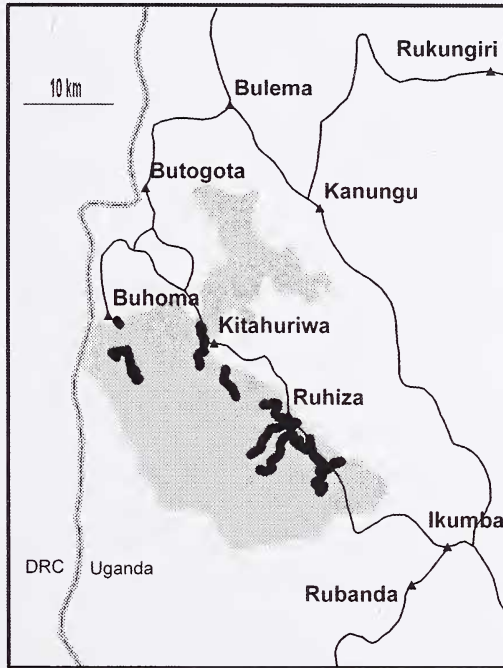 Rukungiri
10 km
Bulema
Butogota
Kanungu
Buhoma
Kitahuriwa
Ruhiza
Ikumba
DRC Uganda
Rubanda